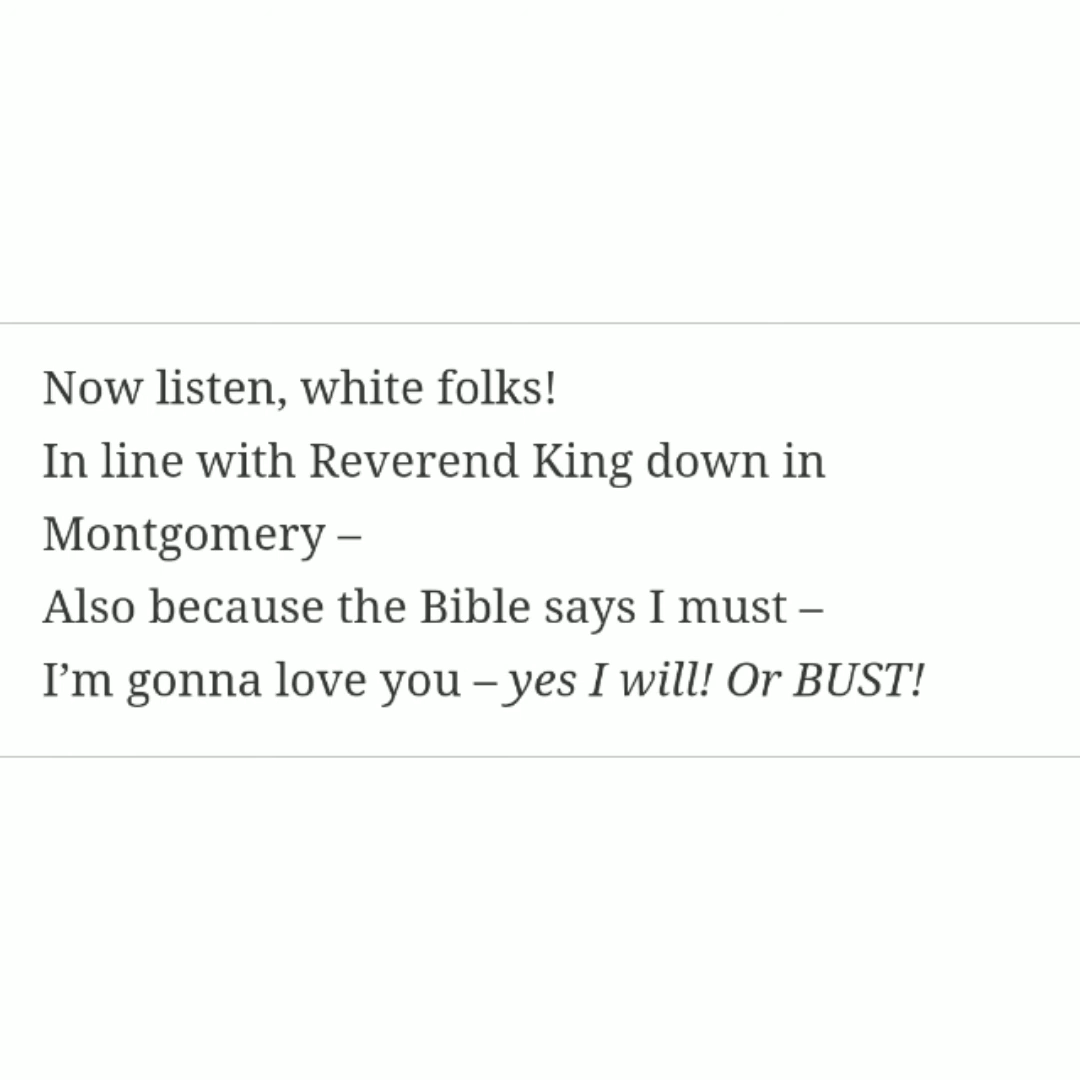 Now listen, white folks!
In line with Reverend King down in
Montgomery –
Also because the Bible says I must –
I’m gonna love you – yes I will! Or BUST!